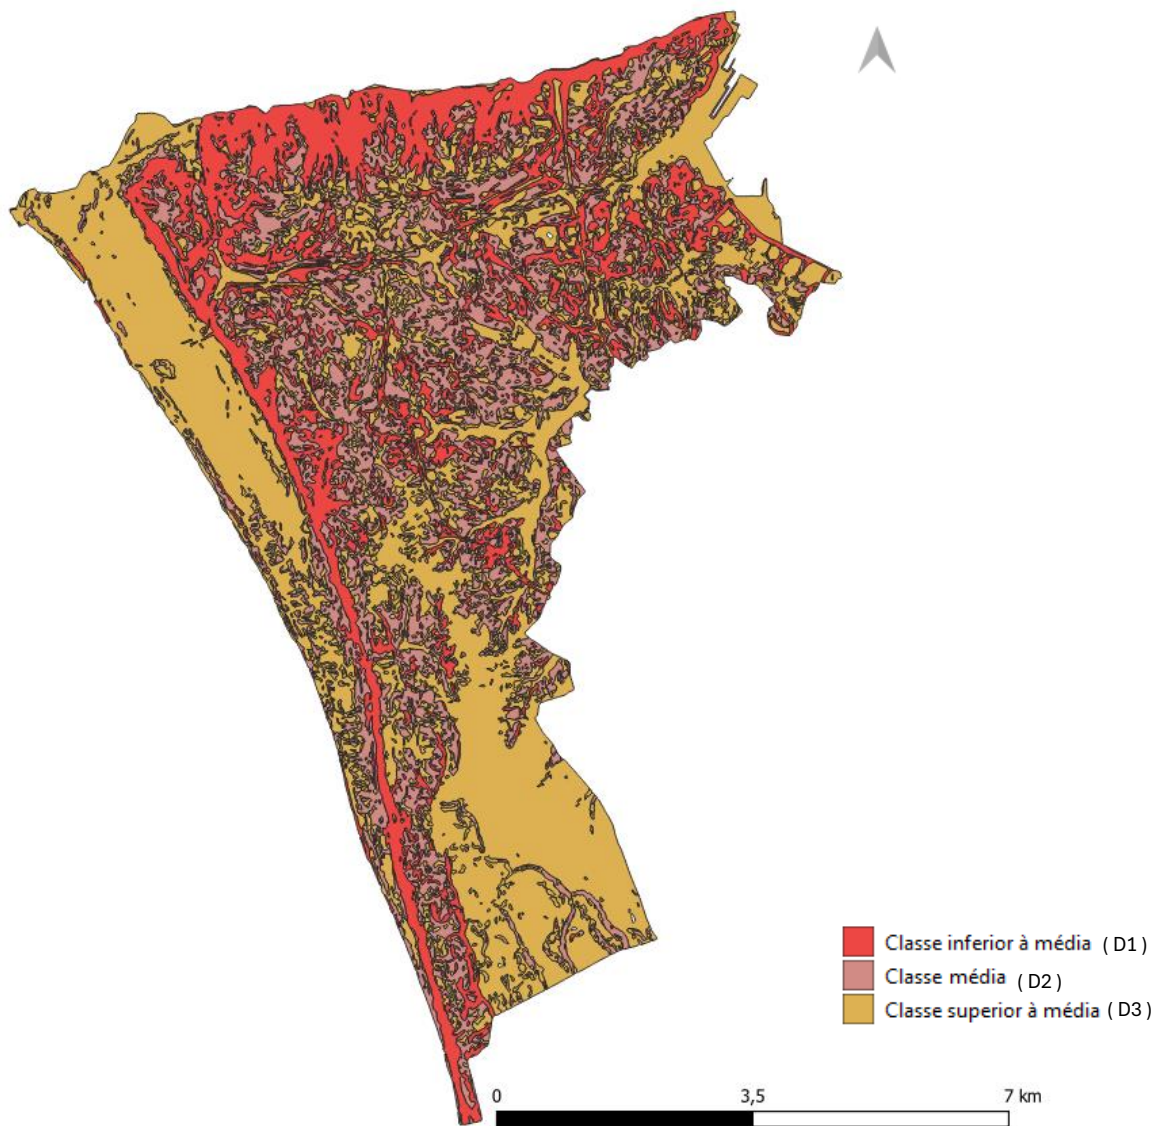 Classe inferior à média ( D1 )
Classe média ( D2 )
Classe superior à média ( D3 )
0 3,5 7 km